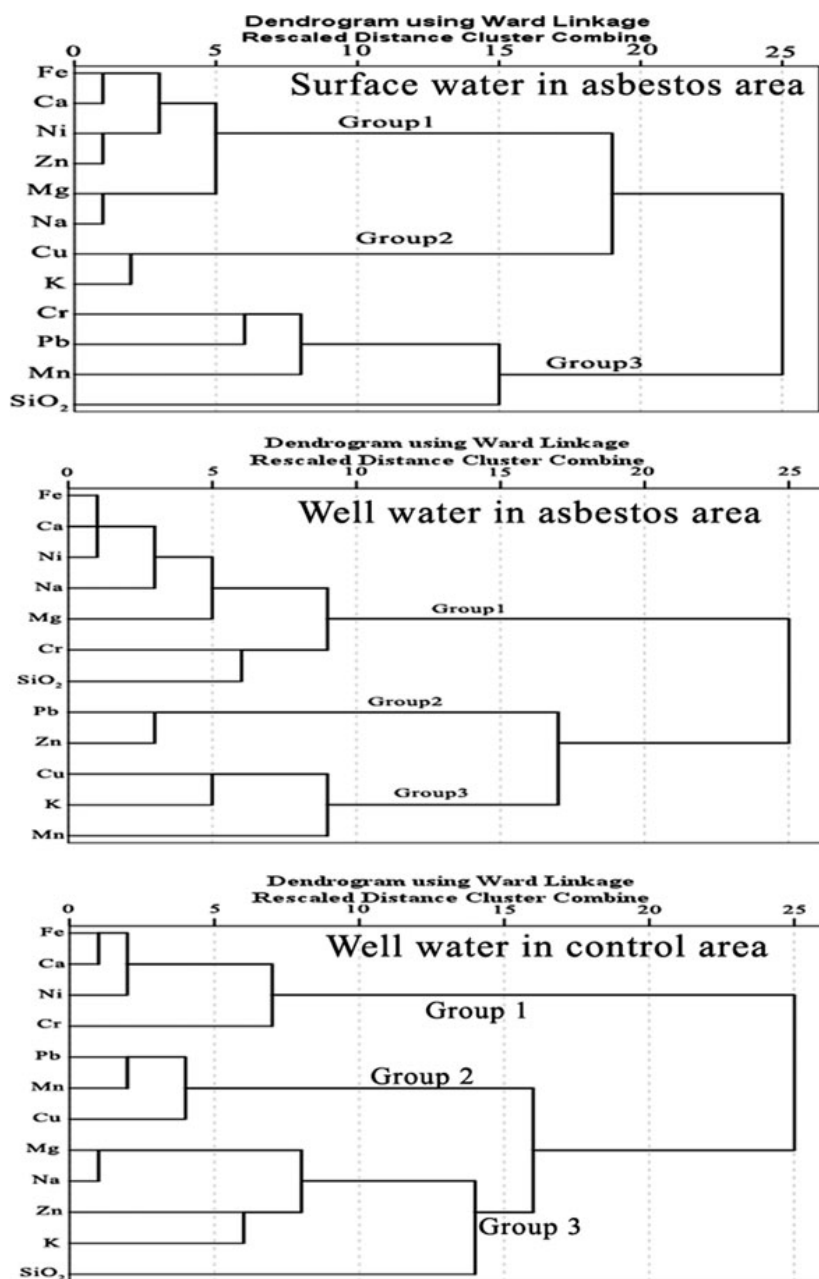 Dendrogram using Ward Linkage
Rescaled Distance Cluster Combine
0 5 10 15 20 25
Surface water in asbestos area
Fe
Ca
Group1
Ni
Zn
Mg
Na
Group2
Cu
K
Cr
Pb
Group3
Mn
SiO₂
Dendrogram using Ward Linkage
Rescaled Distance Cluster Combine
0 5 10 15 20 25
Well water in asbestos area
Fe
Ca
Ni
Na
Group1
Mg
Cr
SiO₂
Group2
Pb
Zn
Cu
Group3
K
Mn
Dendrogram using Ward Linkage
Rescaled Distance Cluster Combine
0 5 10 15 20 25
Well water in control area
Fe
Ca
Ni
Group 1
Cr
Pb
Group 2
Mn
Cu
Mg
Na
Zn
Group 3
K
SiO₂